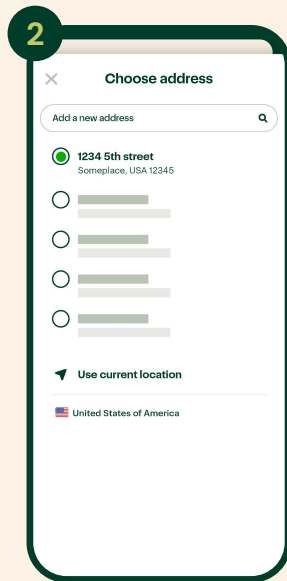 2
Choose address
Add a new address
1234 5th street
Someplace, USA 12345
Use current location
United States of America